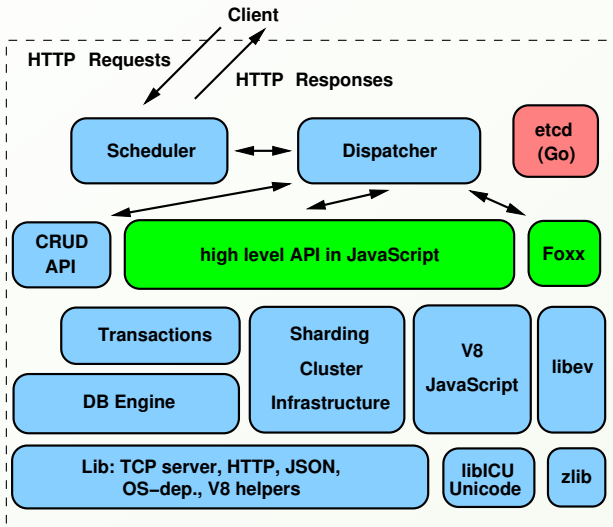 Client
HTTP Requests
HTTP Responses
Scheduler
Dispatcher
etcd
(Go)
CRUD
API
high level API in JavaScript
Foxx
Transactions
DB Engine
Sharding
Cluster
Infrastructure
V8
JavaScript
libev
Lib: TCP server, HTTP, JSON,
OS−dep., V8 helpers
libICU
Unicode
zlib